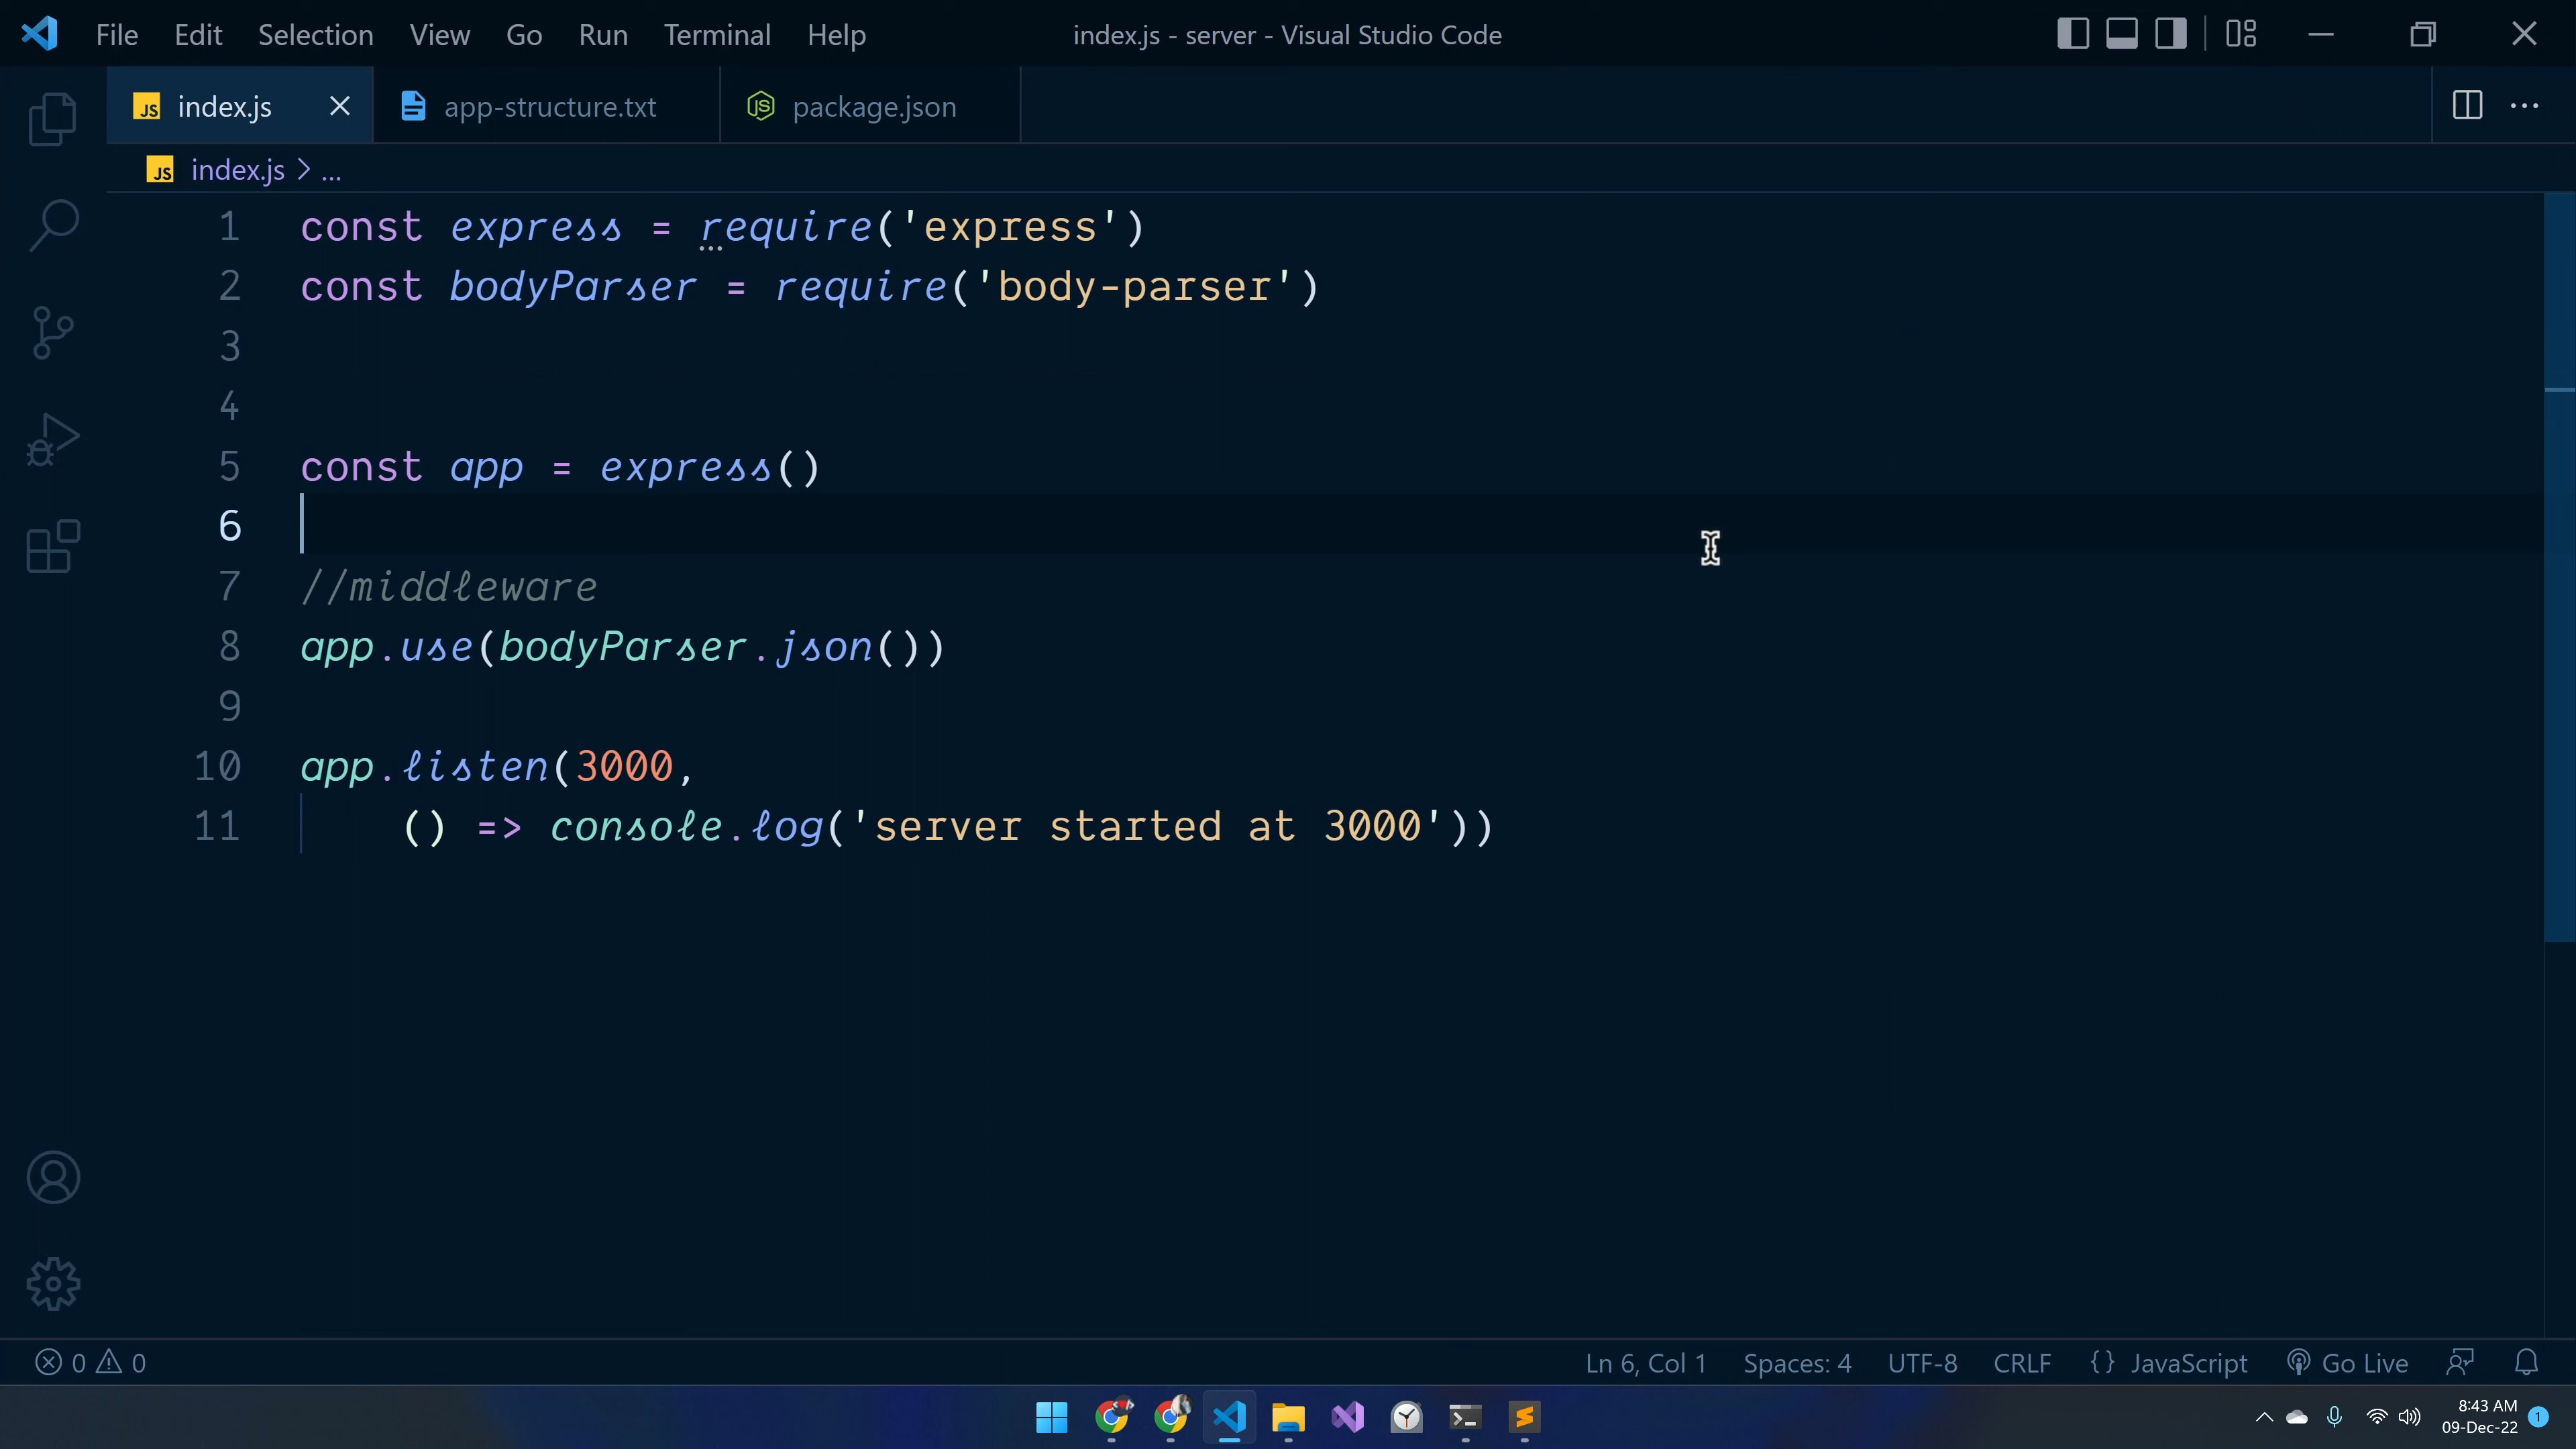 File Edit Selection View Go Run Terminal Help index.js - server - Visual Studio Code
JS index.js app-structure.txt JS package.json
JS index.js > ...
1 const express = require('express')
2 const bodyParser = require('body-parser')
3
4
5 const app = express()
6
7 //middleware
8 app.use(bodyParser.json())
9
10 app.listen(3000,
11 () => console.log('server started at 3000'))
0 0 Ln 6, Col 1 Spaces: 4 UTF-8 CRLF {} JavaScript Go Live
8:43 AM
09-Dec-22 1